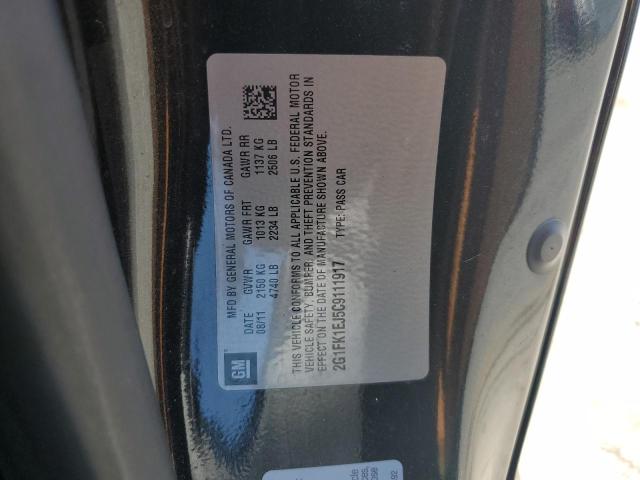 GM
MFD BY GENERAL MOTORS OF CANADA LTD.
DATE GVWR GAWR FRT GAWR RR
08/11 2150 KG 1013 KG 1137 KG
4740 LB 2234 LB 2506 LB
THIS VEHICLE CONFORMS TO ALL APPLICABLE U.S. FEDERAL MOTOR
VEHICLE SAFETY, BUMPER, AND THEFT PREVENTION STANDARDS IN
EFFECT ON THE DATE OF MANUFACTURE SHOWN ABOVE.
2G1FK1EJ5C9111917 TYPE: PASS CAR